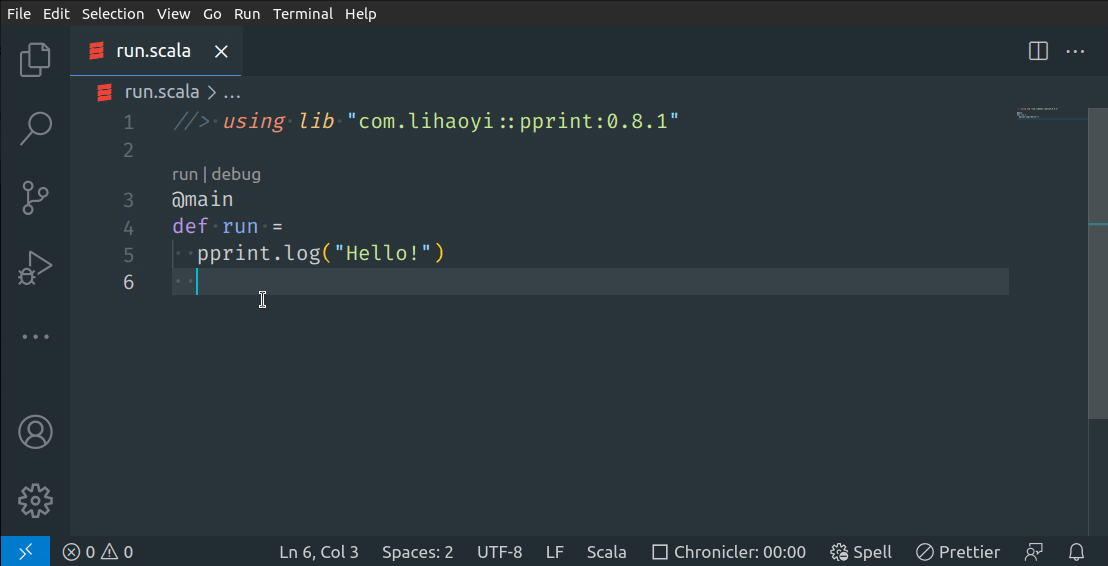 File Edit Selection View Go Run Terminal Help
run.scala
run.scala > ...
1 //> using lib "com.lihaoyi::pprint:0.8.1"
2
run | debug
3 @main
4 def run =
5 pprint.log("Hello!")
6
0 0 Ln 6, Col 3 Spaces: 2 UTF-8 LF Scala Chronicler: 00:00 Spell Prettier